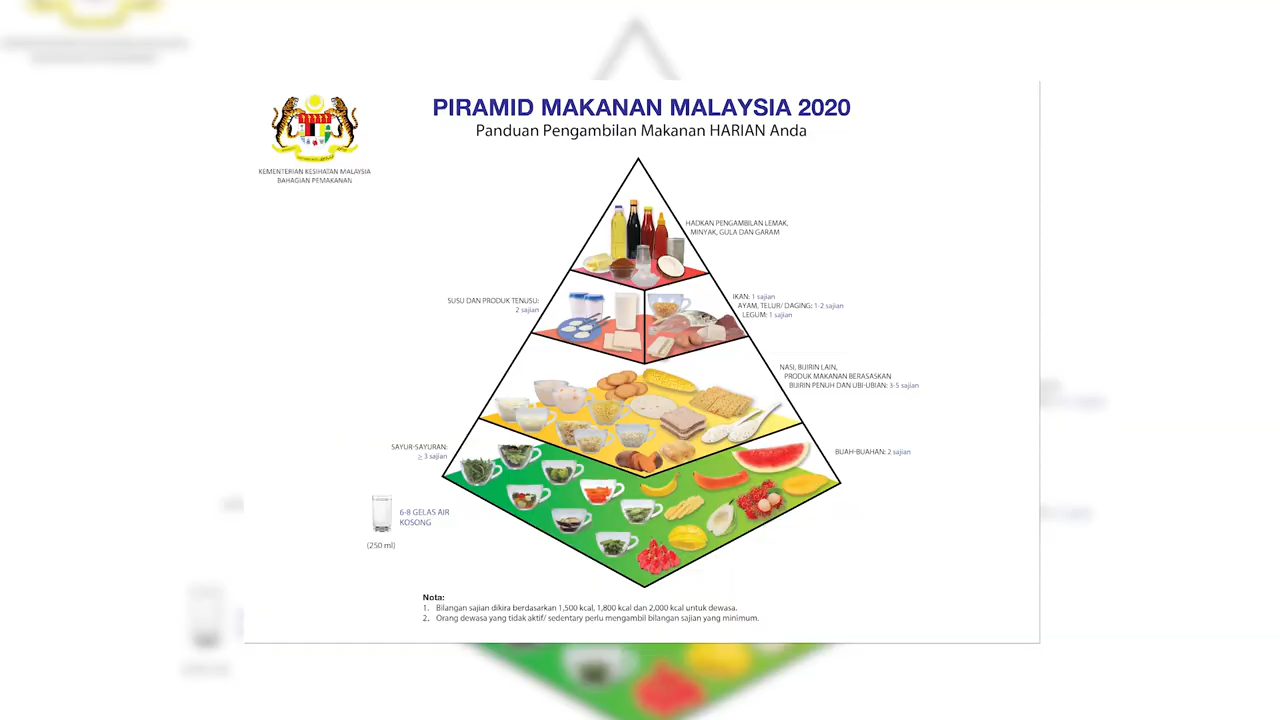 PIRAMID MAKANAN MALAYSIA 2020
Panduan Pengambilan Makanan HARIAN Anda
KEMENTERIAN KESIHATAN MALAYSIA
BAHAGIAN PEMAKANAN
HADKAN PENGAMBILAN LEMAK,
MINYAK, GULA DAN GARAM
SUSU DAN PRODUK TENUSU:
2 sajian
IKAN: 1 sajian
AYAM, TELUR/ DAGING: 1-2 sajian
LEGUM: 1 sajian
NASI, BIJIRIN LAIN,
PRODUK MAKANAN BERASASKAN
BIJIRIN PENUH DAN UBI-UBIAN: 3-5 sajian
SAYUR-SAYURAN:
≥ 3 sajian
BUAH-BUAHAN: 2 sajian
6-8 GELAS AIR
KOSONG
(250 ml)
Nota:
1. Bilangan sajian dikira berdasarkan 1,500 kcal, 1,800 kcal dan 2,000 kcal untuk dewasa.
2. Orang dewasa yang tidak aktif/ sedentary perlu mengambil bilangan sajian yang minimum.